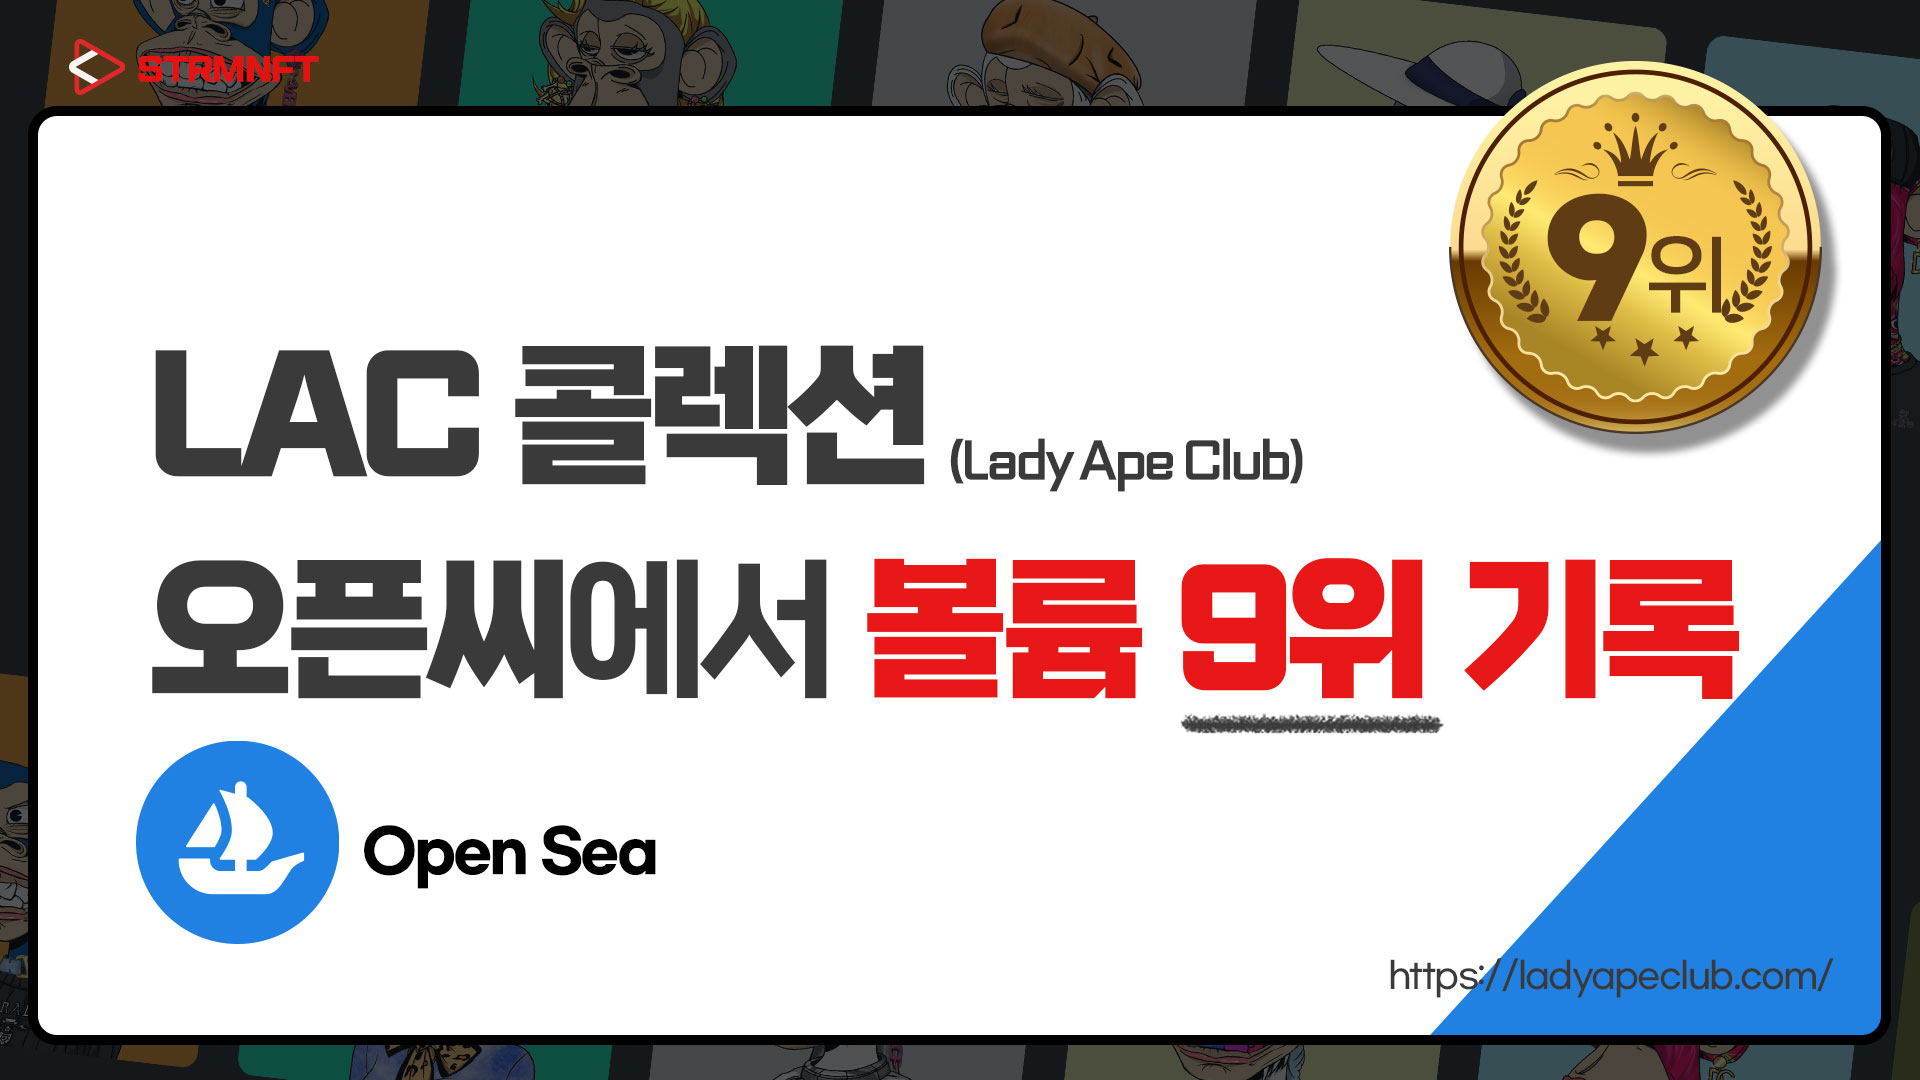 STRMNFT
9위
LAC 콜렉션 (Lady Ape Club)
오픈씨에서 볼륨 9위 기록
Open Sea
https://ladyapeclub.com/